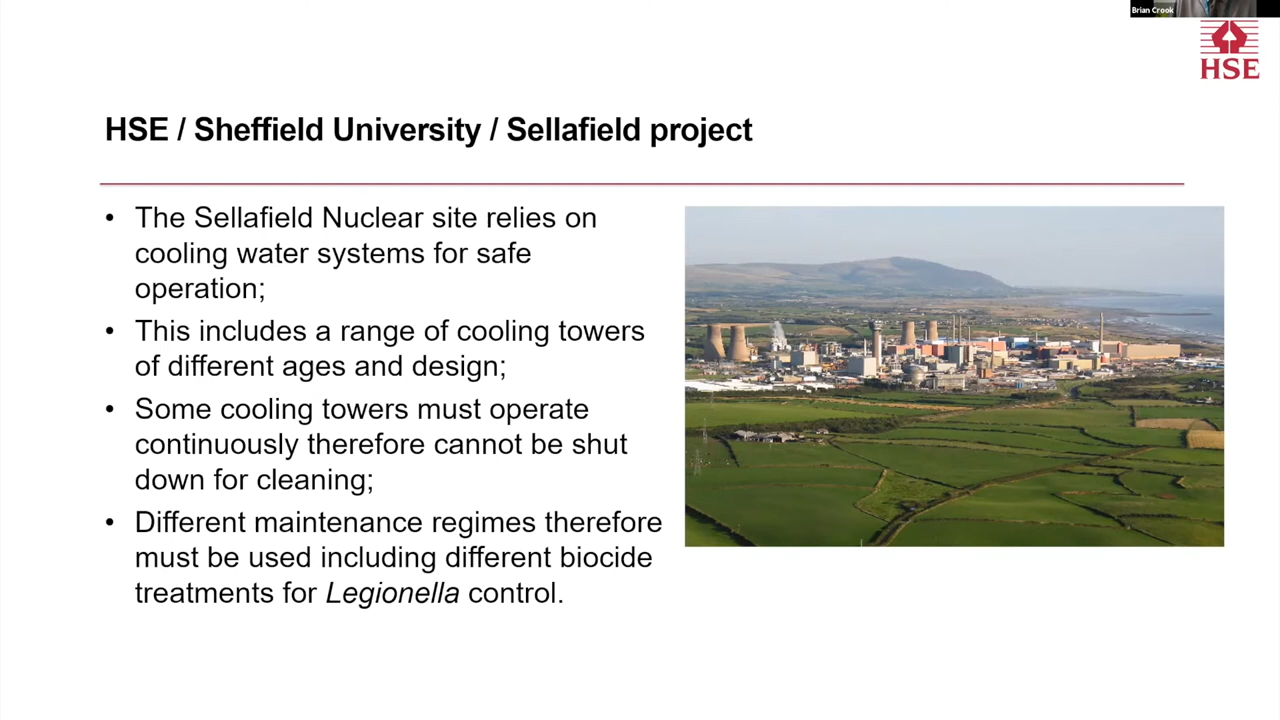 Brian Crook
HSE
HSE / Sheffield University / Sellafield project
• The Sellafield Nuclear site relies on
cooling water systems for safe
operation;
• This includes a range of cooling towers
of different ages and design;
• Some cooling towers must operate
continuously therefore cannot be shut
down for cleaning;
• Different maintenance regimes therefore
must be used including different biocide
treatments for Legionella control.